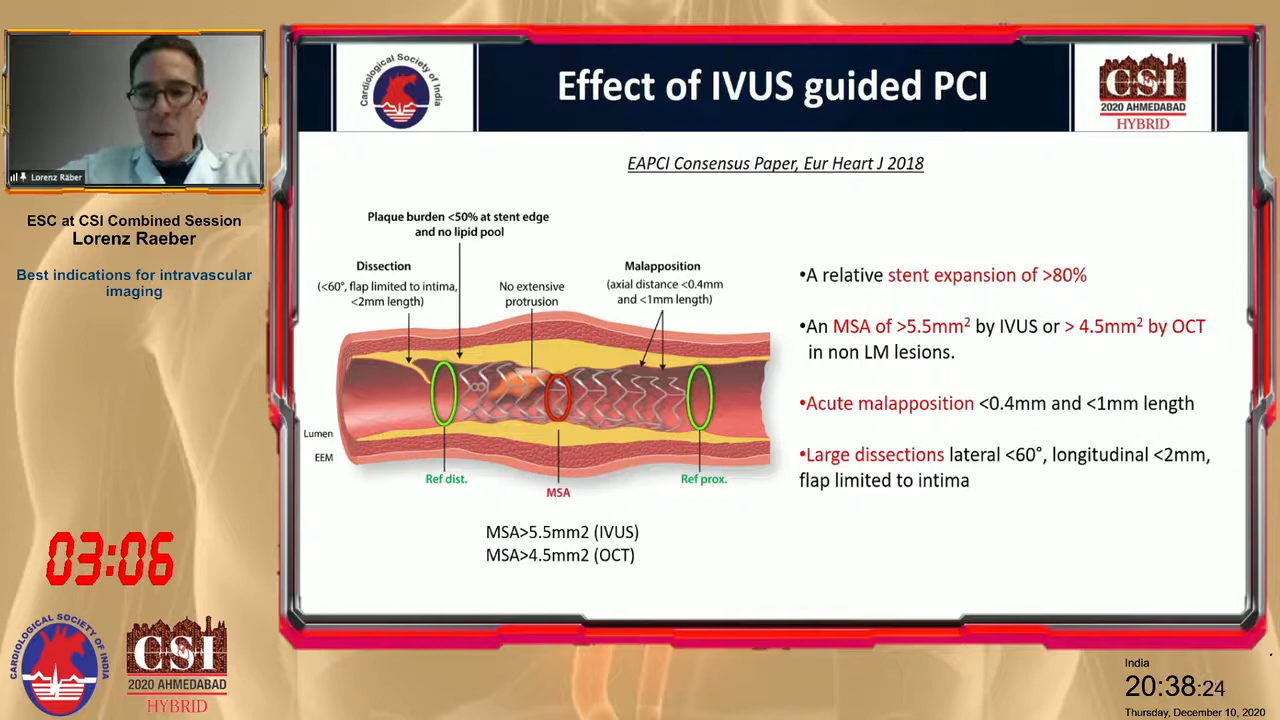 Lorenz Räber
ESC at CSI Combined Session
Lorenz Raeber
Best indications for intravascular
imaging
03:06
CARDIOLOGICAL SOCIETY OF INDIA
CSI
2020 AHMEDABAD
HYBRID
Cardiological Society of India
Effect of IVUS guided PCI
CSI
2020 AHMEDABAD
HYBRID
EAPCI Consensus Paper, Eur Heart J 2018
Plaque burden <50% at stent edge
and no lipid pool
Dissection
(<60°, flap limited to intima,
<2mm length)
No extensive
protrusion
Malapposition
(axial distance <0.4mm
and <1mm length)
Lumen
EEM
Ref dist.
MSA
Ref prox.
MSA>5.5mm2 (IVUS)
MSA>4.5mm2 (OCT)
•A relative stent expansion of >80%
•An MSA of >5.5mm² by IVUS or > 4.5mm² by OCT
in non LM lesions.
•Acute malapposition <0.4mm and <1mm length
•Large dissections lateral <60°, longitudinal <2mm,
flap limited to intima
India
20:38:24
Thursday, December 10, 2020